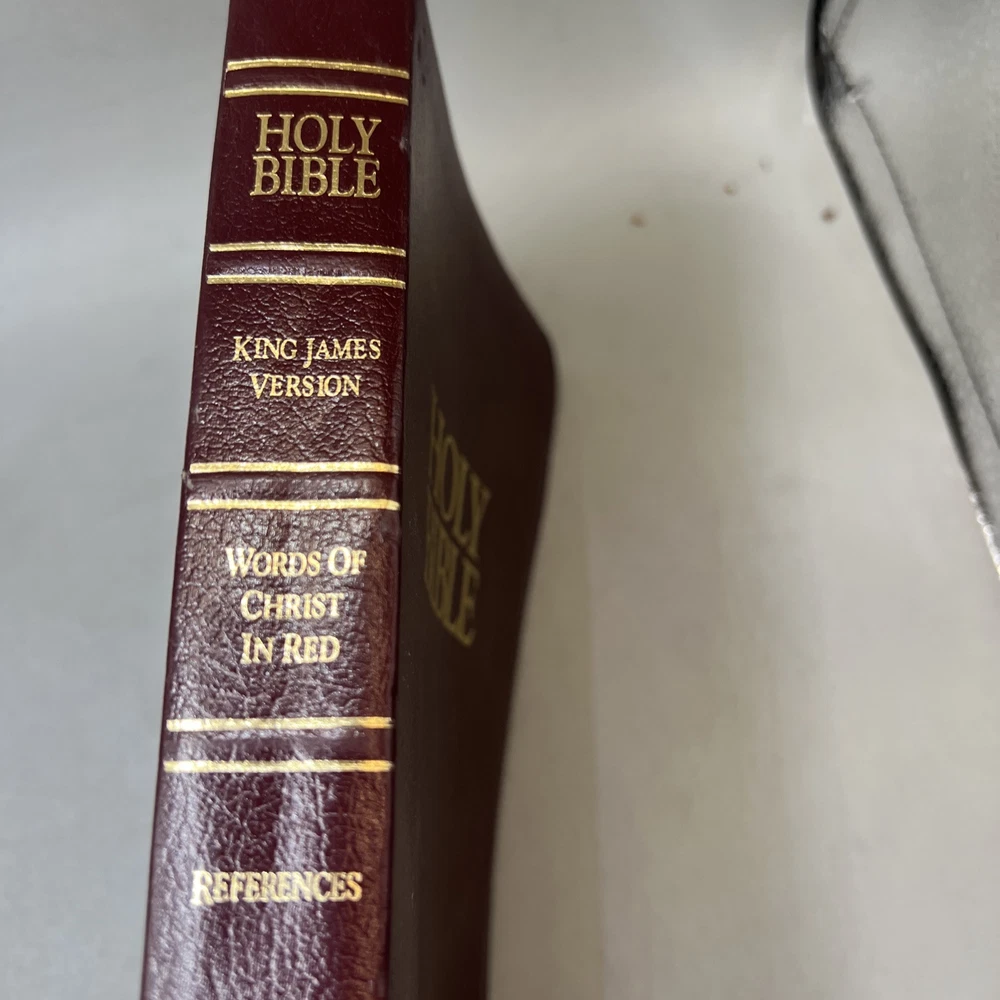 HOLY
BIBLE
KING JAMES
VERSION
WORDS OF
CHRIST
IN RED
REFERENCES
HOLY
BIBLE